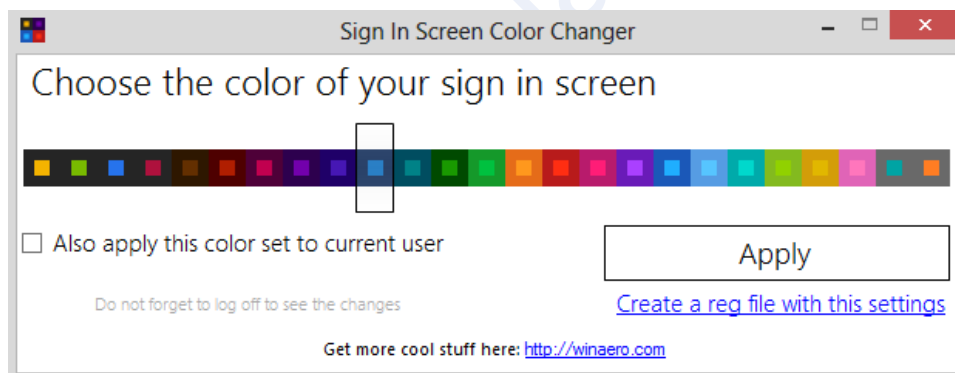 Sign In Screen Color Changer
Choose the color of your sign in screen
Also apply this color set to current user
Apply
Do not forget to log off to see the changes
Create a reg file with this settings
Get more cool stuff here: http://winaero.com